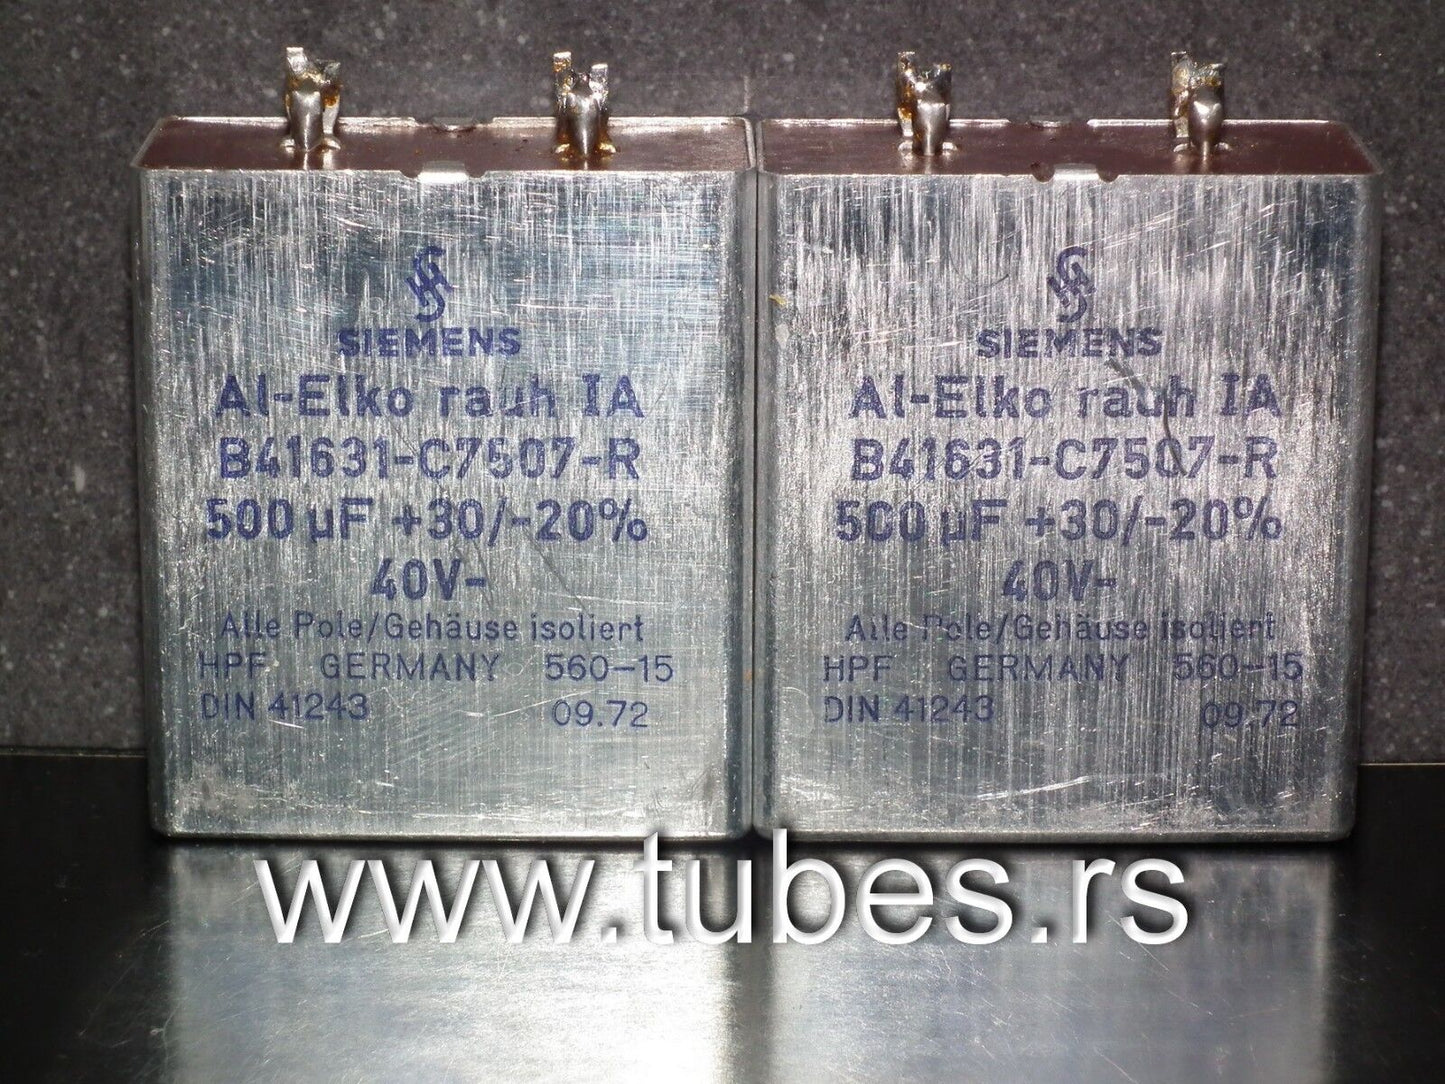 SIEMENS
Al-Elko rauh IA
B41631-C7507-R
500 µF +30/-20%
40V-
Alle Pole/Gehäuse isoliert
HPF GERMANY 560-15
DIN 41243 09.72
SIEMENS
Al-Elko rauh IA
B41631-C7507-R
500 µF +30/-20%
40V-
Alle Pole/Gehäuse isoliert
HPF GERMANY 560-15
DIN 41243 09.72
www.tubes.rs